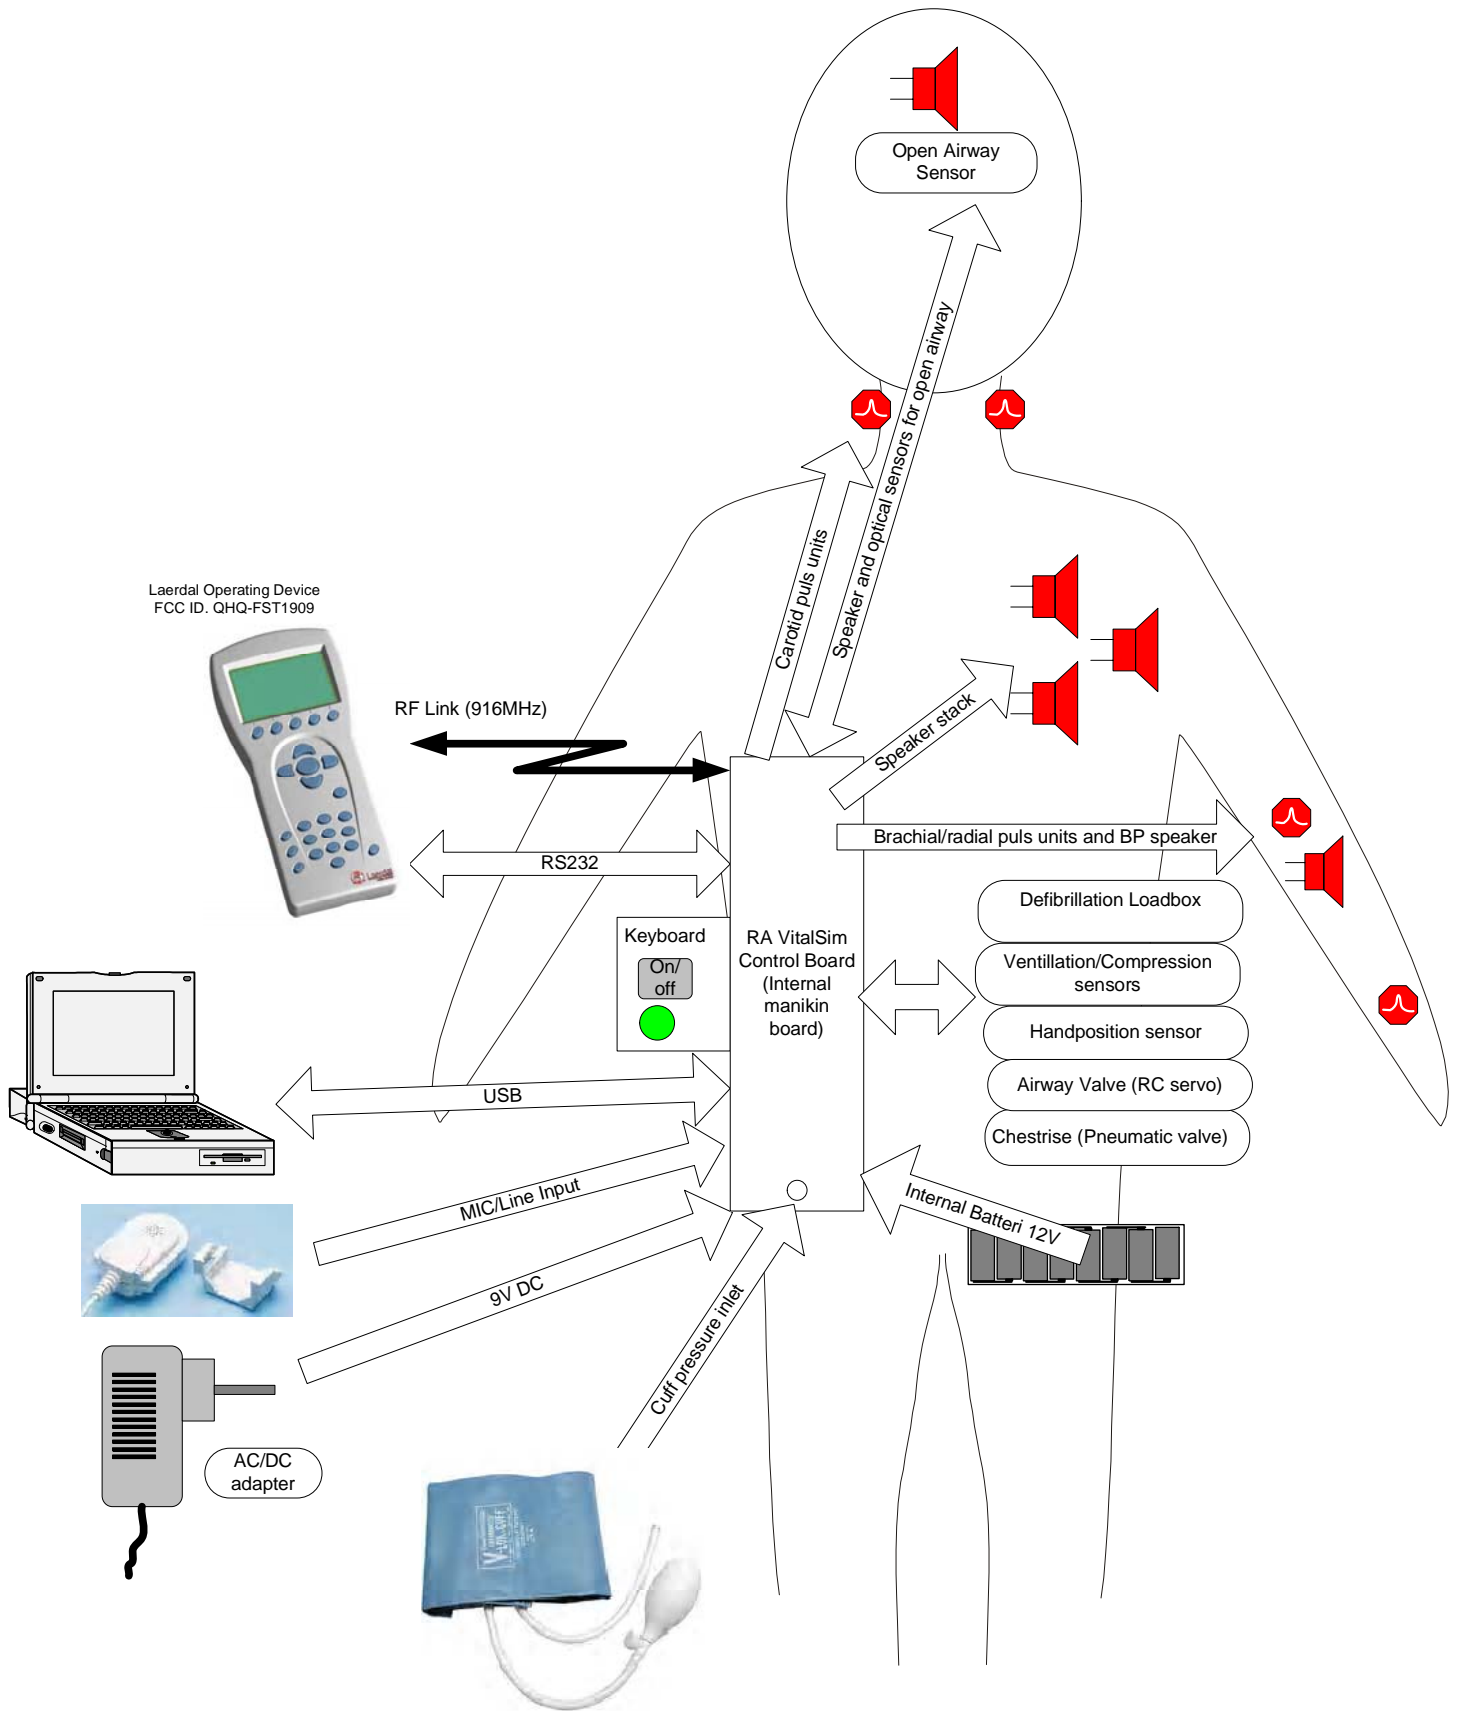 Open Airway
Sensor
Speaker and optical sensors for open airway
Carotid puls units
Laerdal Operating Device
FCC ID. QHQ-FST1909
RF Link (916MHz)
Speaker stack
Brachial/radial puls units and BP speaker
RS232
Defibrillation Loadbox
Keyboard
On/
off
RA VitalSim
Control Board
(Internal
manikin
board)
Ventillation/Compression
sensors
Handposition sensor
Airway Valve (RC servo)
USB
Chestrise (Pneumatic valve)
MIC/Line Input
Internal Batteri 12V
9V DC
Cuff pressure inlet
AC/DC
adapter
V-LOK-CUFF